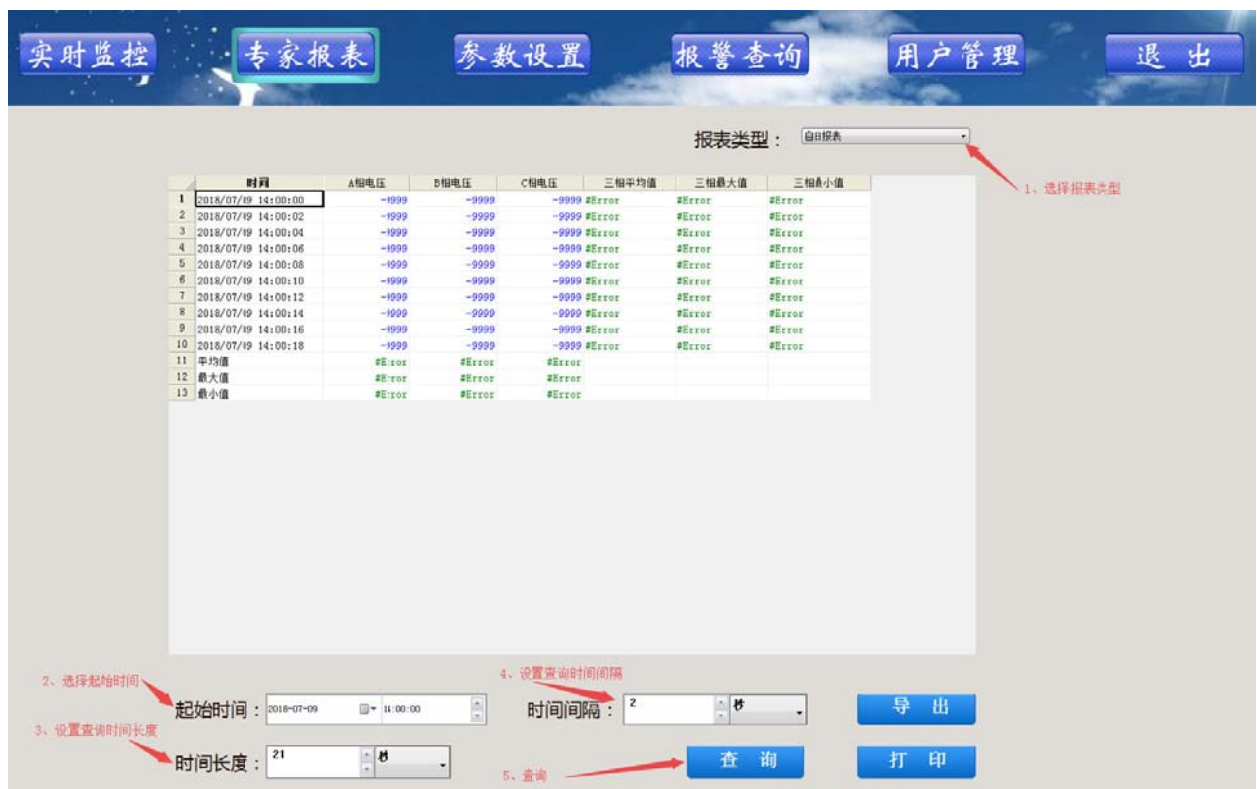 实时监控 专家报表 参数设置 报警查询 用户管理 退出
报表类型： 自日报表
1、选择报表类型
时间 A相电压 B相电压 C相电压 三相平均值 三相最大值 三相最小值
1 2018/07/19 14:00:00 -9999 -9999 -9999 #Error #Error #Error
2 2018/07/19 14:00:02 -9999 -9999 -9999 #Error #Error #Error
3 2018/07/19 14:00:04 -9999 -9999 -9999 #Error #Error #Error
4 2018/07/19 14:00:06 -9999 -9999 -9999 #Error #Error #Error
5 2018/07/19 14:00:08 -9999 -9999 -9999 #Error #Error #Error
6 2018/07/19 14:00:10 -9999 -9999 -9999 #Error #Error #Error
7 2018/07/19 14:00:12 -9999 -9999 -9999 #Error #Error #Error
8 2018/07/19 14:00:14 -9999 -9999 -9999 #Error #Error #Error
9 2018/07/19 14:00:16 -9999 -9999 -9999 #Error #Error #Error
10 2018/07/19 14:00:18 -9999 -9999 -9999 #Error #Error #Error
11 平均值 #Error #Error #Error
12 最大值 #Error #Error #Error
13 最小值 #Error #Error #Error
2、选择起始时间
4、设置查询时间间隔
起始时间： 2018-07-09 14:00:00 时间间隔： 2 秒 导出
3、设置查询时间长度
时间长度： 21 秒 查询 打印
5、查询